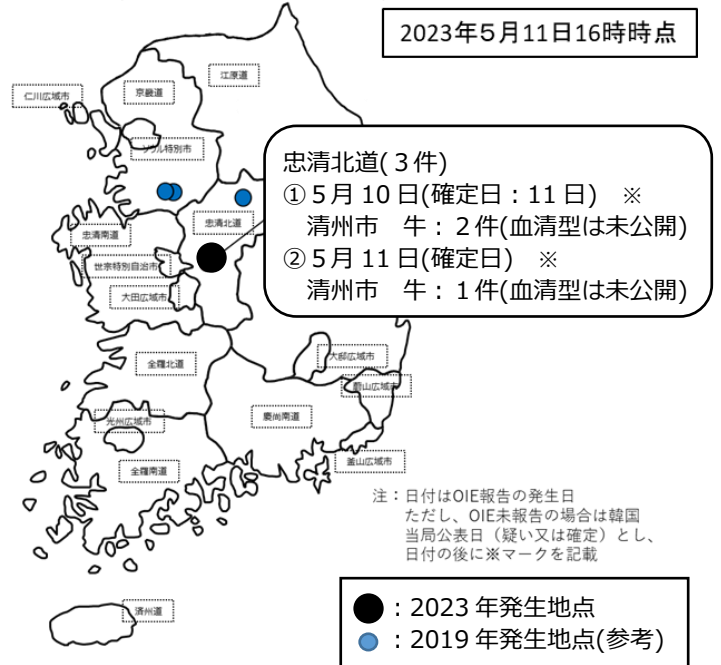 2023年5月11日16時時点
江原道
京畿道
仁川広域市
ソウル特別市
忠清北道(3件)
①5月10日(確定日：11日)　※
清州市　牛：2件(血清型は未公開)
②5月11日(確定日)　※
清州市　牛：1件(血清型は未公開)
忠清北道
忠清南道
世宗特別自治市
大田広域市
全羅北道
大邱広域市
蔚山広域市
慶尚南道
光州広域市
釜山広域市
全羅南道
注：日付はOIE報告の発生日
ただし、OIE未報告の場合は韓国
当局公表日（疑い又は確定）とし、
日付の後に※マークを記載
済州道
：2023年発生地点
：2019年発生地点(参考)